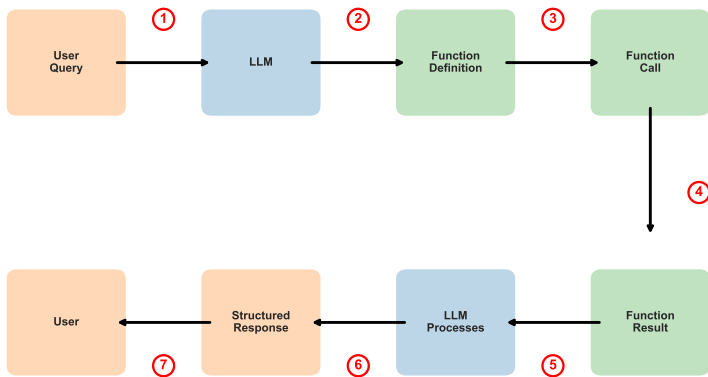 1
2
3
User
Query
LLM
Function
Definition
Function
Call
4
User
Structured
Response
LLM
Processes
Function
Result
7
6
5